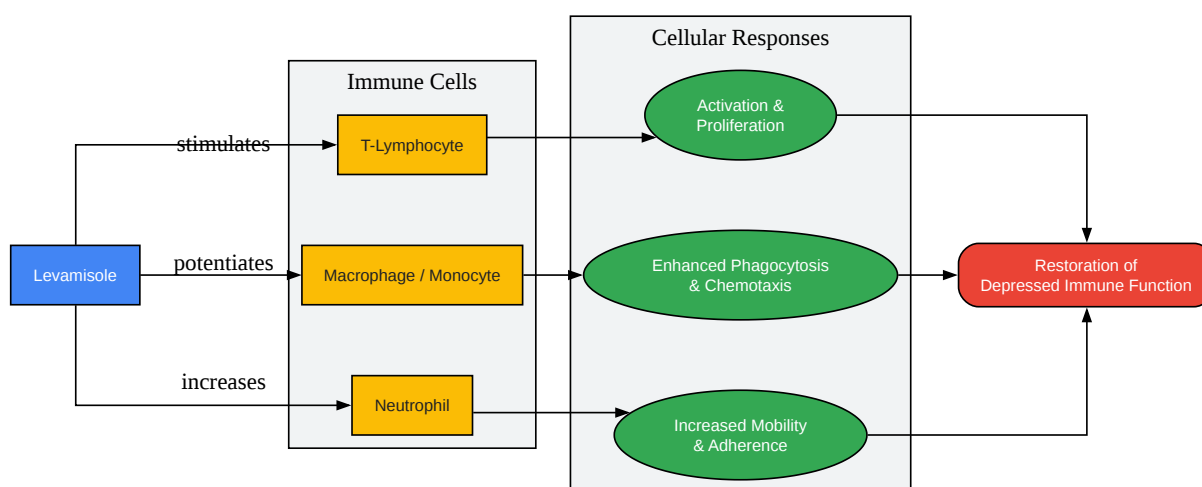 Cellular Responses
Immune Cells
Activation &
Proliferation
stimulates
T-Lymphocyte
Levamisole
potentiates
Macrophage / Monocyte
Enhanced Phagocytosis
& Chemotaxis
Restoration of
Depressed Immune Function
increases
Neutrophil
Increased Mobility
& Adherence